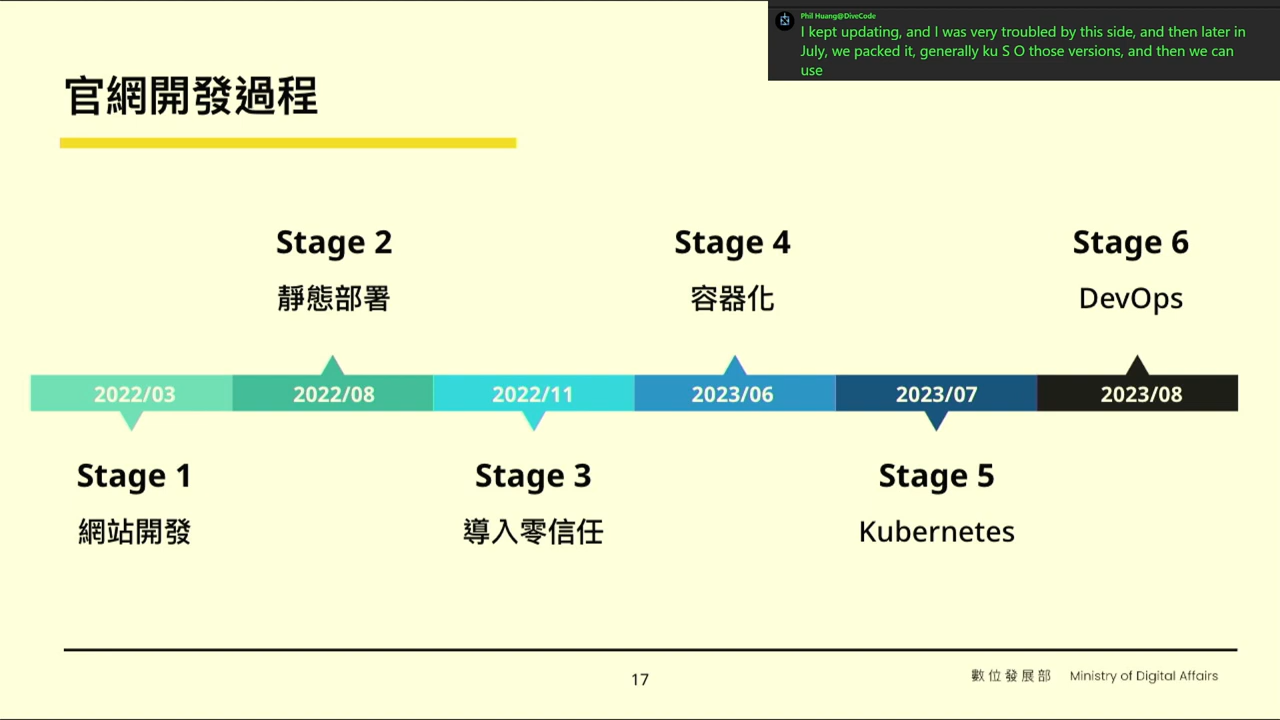 Phil Huang@DiveCode
I kept updating, and I was very troubled by this side, and then later in
July, we packed it, generally ku S O those versions, and then we can
use
官網開發過程
Stage 2
靜態部署
Stage 4
容器化
Stage 6
DevOps
2022/03
2022/08
2022/11
2023/06
2023/07
2023/08
Stage 1
網站開發
Stage 3
導入零信任
Stage 5
Kubernetes
17
數位發展部 Ministry of Digital Affairs